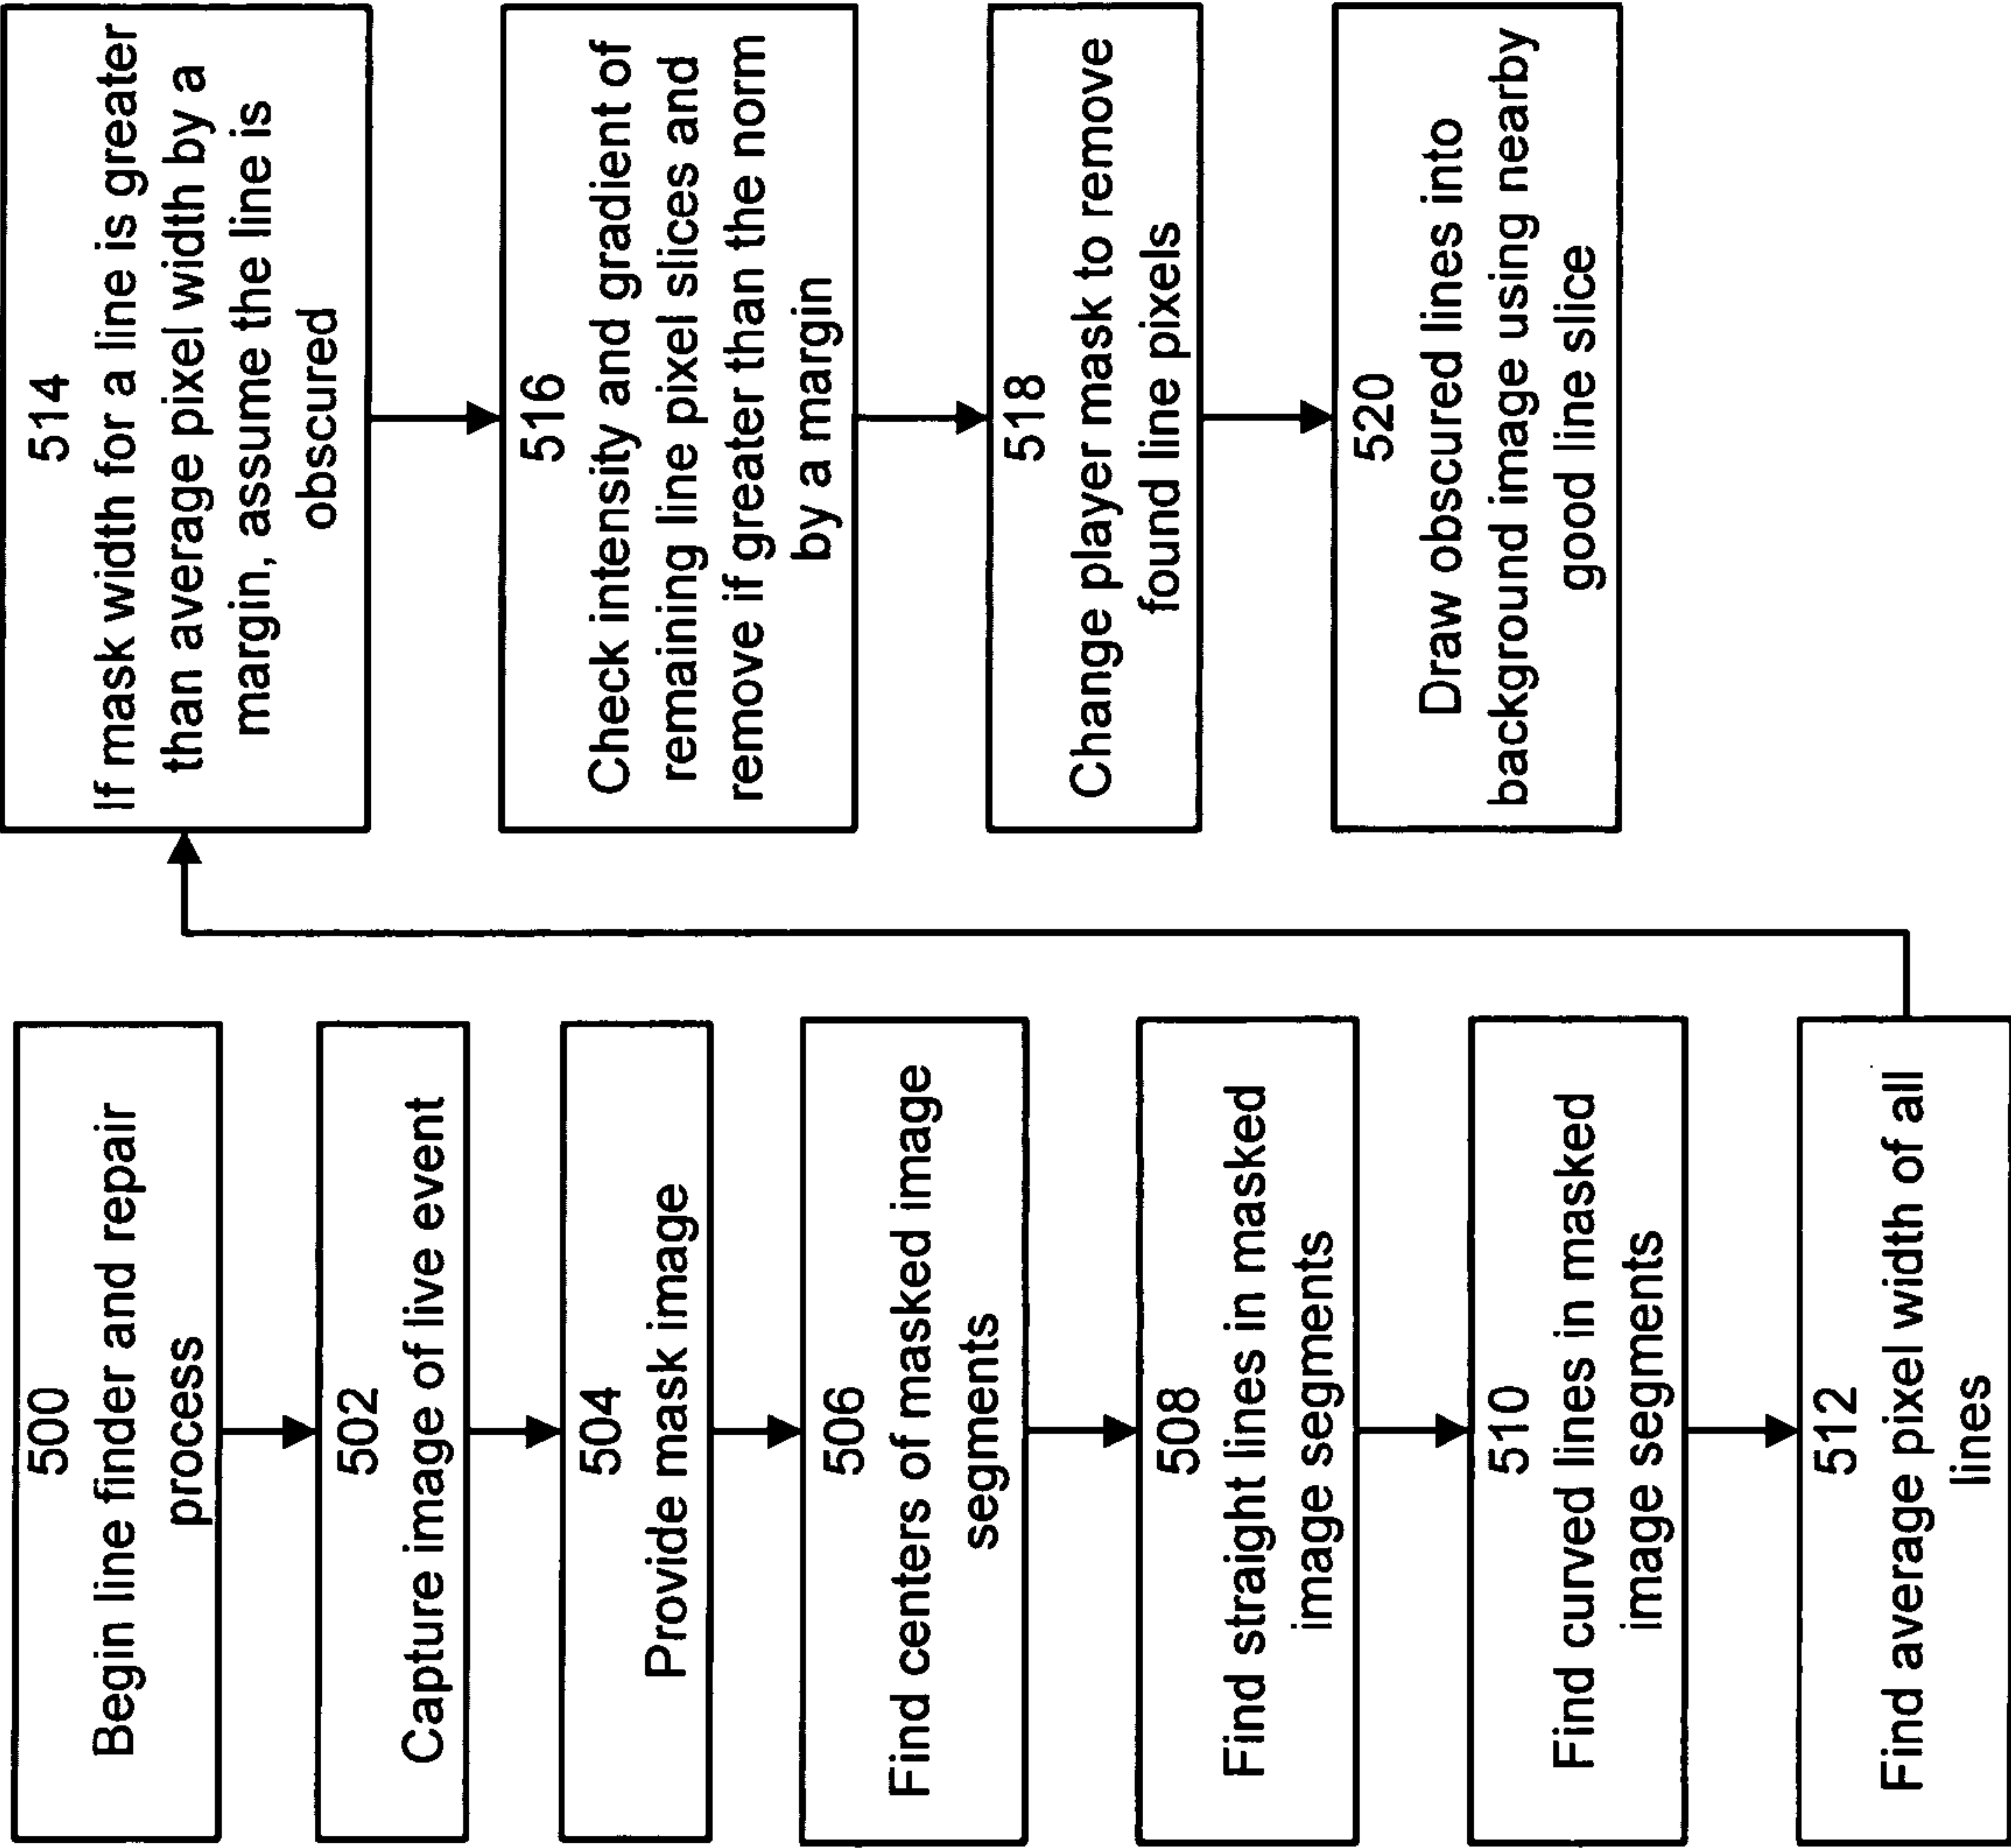 500
Begin line finder and repair
process
502
Capture image of live event
504
Provide mask image
506
Find centers of masked image
segments
508
Find straight lines in masked
image segments
510
Find curved lines in masked
image segments
512
Find average pixel width of all
lines
514
If mask width for a line is greater
than average pixel width by a
margin, assume the line is
obscured
516
Check intensity and gradient of
remaining line pixel slices and
remove if greater than the norm
by a margin
518
Change player mask to remove
found line pixels
520
Draw obscured lines into
background image using nearby
good line slice